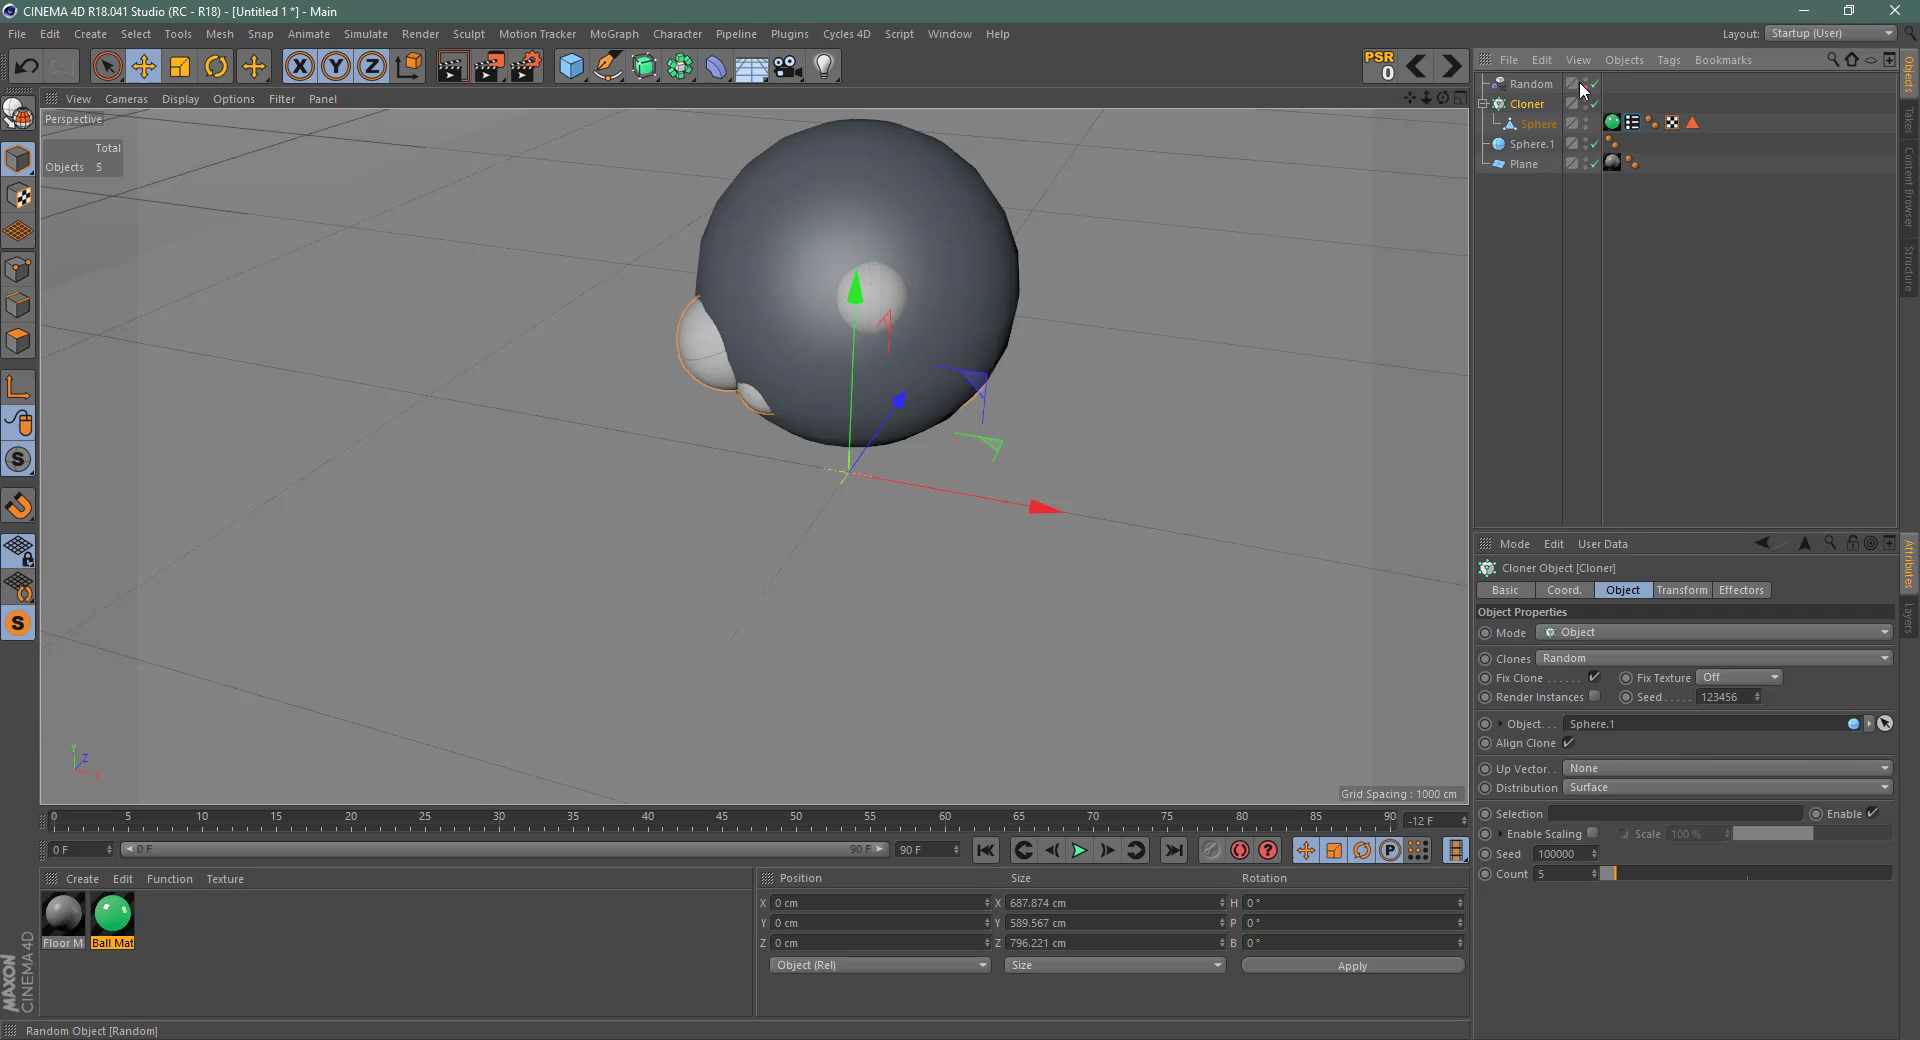 CINEMA 4D R18.041 Studio (RC - R18) - [Untitled 1 *] - Main
File Edit Create Select Tools Mesh Snap Animate Simulate Render Sculpt Motion Tracker MoGraph Character Pipeline Plugins Cycles 4D Script Window Help
Layout: Startup (User)
X Y Z
PSR
0
File Edit View Objects Tags Bookmarks
View Cameras Display Options Filter Panel
Perspective
Total
Objects 5
Random
Cloner
Sphere
Sphere.1
Plane
Objects
Takes
Content Browser
Structure
Y
Z
X
Grid Spacing : 1000 cm
Mode Edit User Data
Cloner Object [Cloner]
Basic Coord. Object Transform Effectors
Object Properties
Mode Object
Clones Random
Fix Clone . . . . . . Fix Texture Off
Render Instances Seed . . . . . 123456
Object. . . Sphere.1
Align Clone
Up Vector. . None
Distribution Surface
Selection Enable
Enable Scaling Scale 100 %
Seed 100000
Count 5
Attributes
Layers
0 5 10 15 20 25 30 35 40 45 50 55 60 65 70 75 80 85 90
-12 F
0 F 0 F 90 F 90 F
Create Edit Function Texture
Floor M Ball Mat
Position Size Rotation
X 0 cm X 687.874 cm H 0 °
Y 0 cm Y 589.567 cm P 0 °
Z 0 cm Z 796.221 cm B 0 °
Object (Rel) Size Apply
MAXON
CINEMA 4D
Random Object [Random]